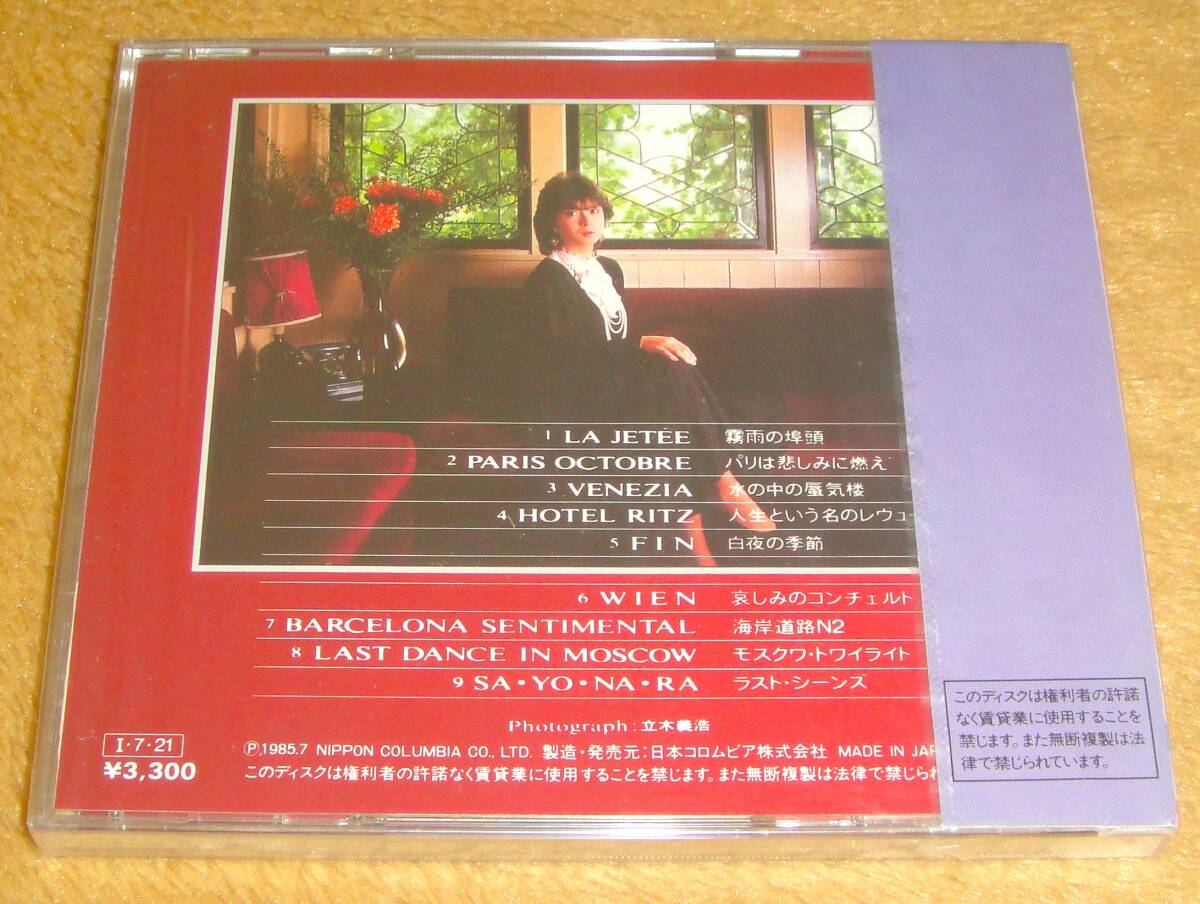 1 LA JETÉE 霧雨の埠頭
2 PARIS OCTOBRE パリは悲しみに燃え
3 VENEZIA 水の中の蜃気楼
4 HOTEL RITZ 人生という名のレヴュー
5 FIN 白夜の季節
6 WIEN 哀しみのコンチェルト
7 BARCELONA SENTIMENTAL 海岸道路N2
8 LAST DANCE IN MOSCOW モスクワ・トワイライト
9 SA・YO・NA・RA ラスト・シーンズ
Photograph:立木義浩
I・7・21
¥3,300
Ⓟ1985.7 NIPPON COLUMBIA CO., LTD. 製造・発売元:日本コロムビア株式会社 MADE IN JAP
このディスクは権利者の許諾なく賃貸業に使用することを禁じます。また無断複製は法律で禁じられ
このディスクは権利者の許諾
なく賃貸業に使用することを
禁じます。また無断複製は法
律で禁じられています。